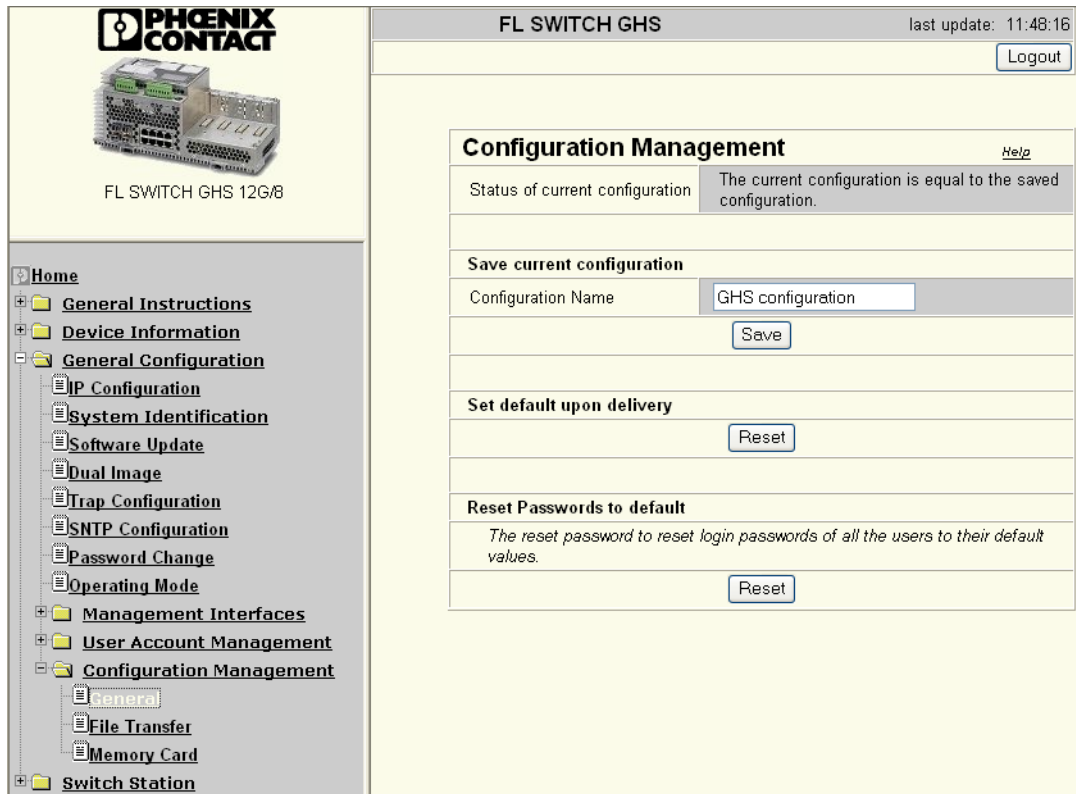 PHŒNIX
CONTACT
FL SWITCH GHS 12G/8
Home
General Instructions
Device Information
General Configuration
IP Configuration
System Identification
Software Update
Dual Image
Trap Configuration
SNTP Configuration
Password Change
Operating Mode
Management Interfaces
User Account Management
Configuration Management
General
File Transfer
Memory Card
Switch Station
FL SWITCH GHS
last update: 11:48:16
Logout
Configuration Management
Help
Status of current configuration
The current configuration is equal to the saved
configuration.
Save current configuration
Configuration Name
GHS configuration
Save
Set default upon delivery
Reset
Reset Passwords to default
The reset password to reset login passwords of all the users to their default
values.
Reset